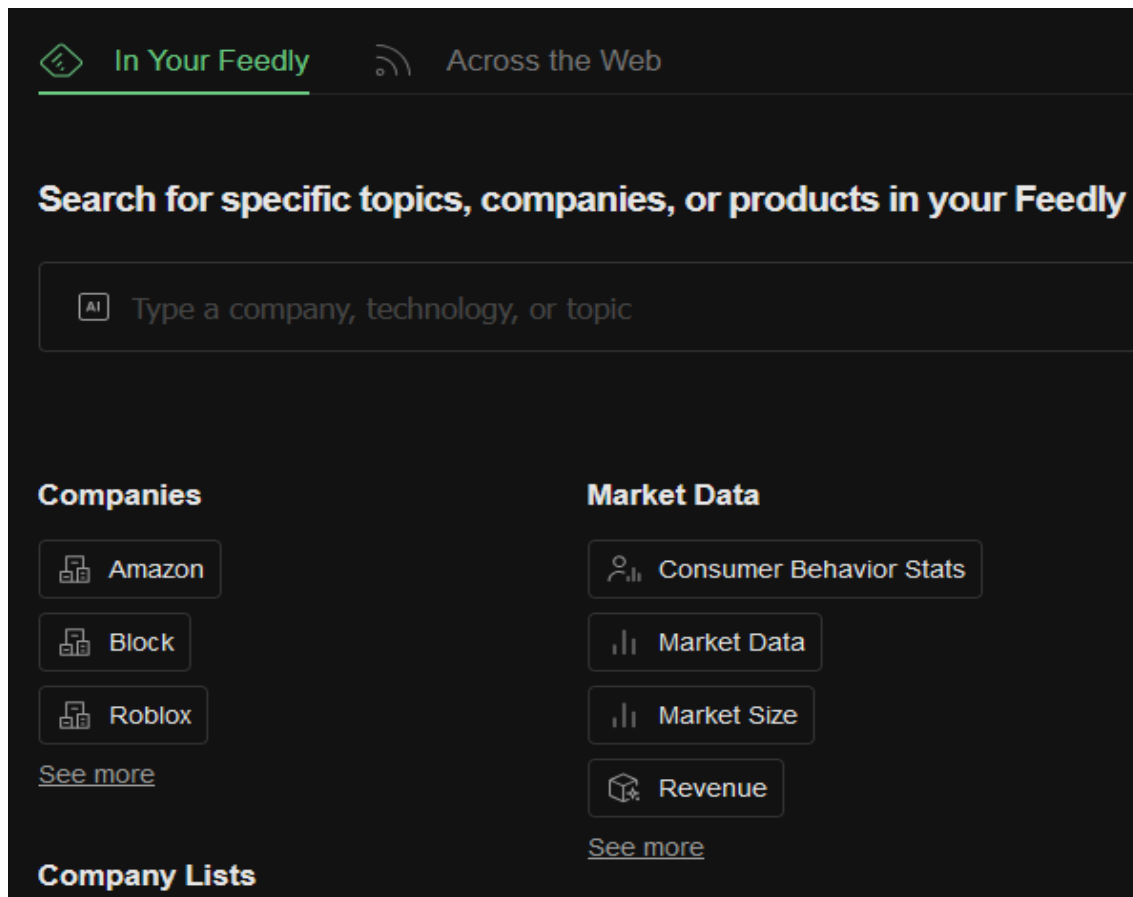 In Your Feedly
Across the Web
Search for specific topics, companies, or products in your Feedly
AI Type a company, technology, or topic
Companies
Amazon
Block
Roblox
See more
Market Data
Consumer Behavior Stats
Market Data
Market Size
Revenue
See more
Company Lists